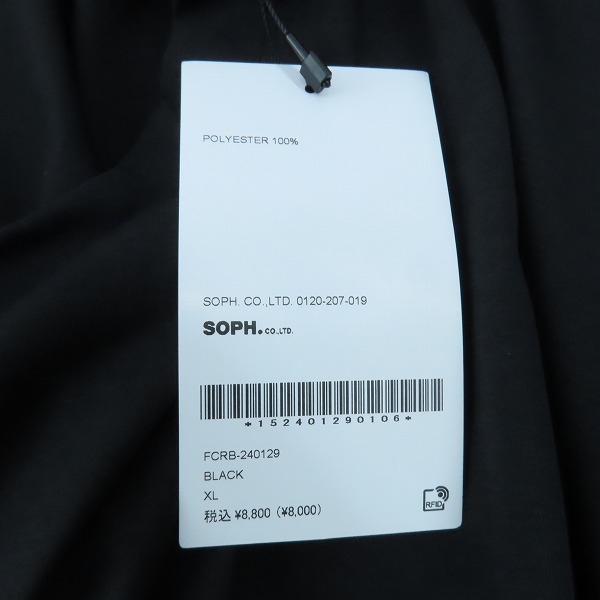 POLYESTER 100%
SOPH. CO.,LTD. 0120-207-019
SOPH.CO.,LTD.
*152401290106*
FCRB-240129
BLACK
XL
税込 ¥8,800 (¥8,000)
RFID